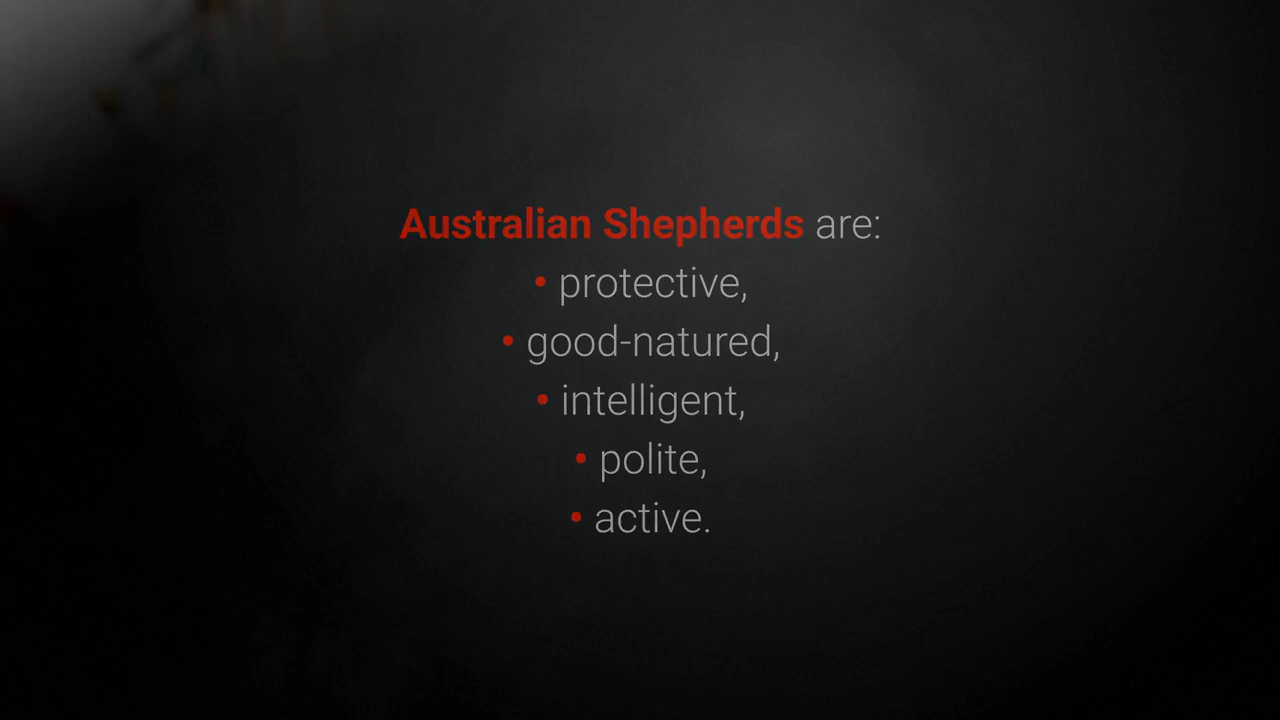 Australian Shepherds are:
• protective,
• good-natured,
• intelligent,
• polite,
• active.